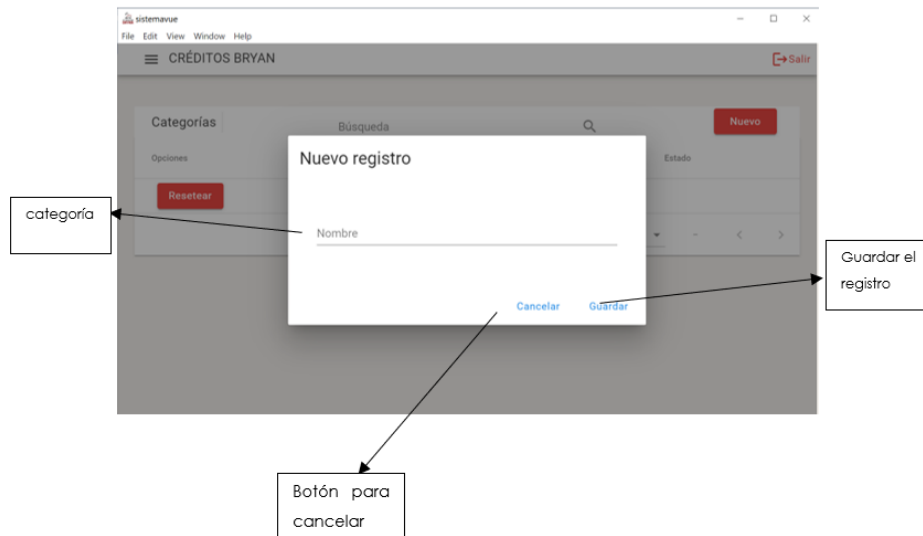 sistemavue
File Edit View Window Help
CRÉDITOS BRYAN
Salir
Categorías
Búsqueda
Nuevo
Opciones
Nuevo registro
Estado
Resetear
categoría
Nombre
-
Guardar el
registro
Cancelar Guardar
Botón para
cancelar